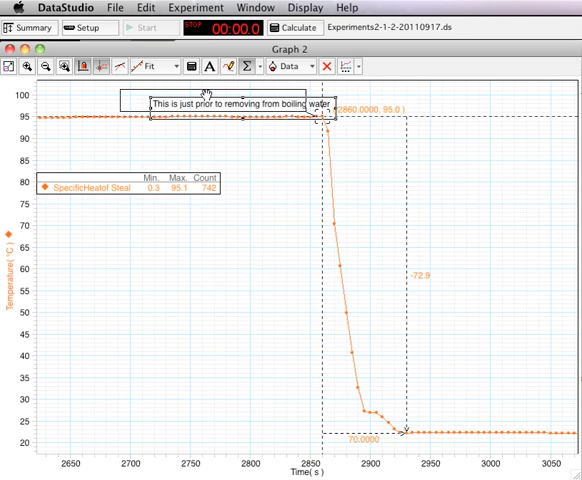 DataStudio File Edit Experiment Window Display Help
Summary Setup Start STOP 00:00.0 Calculate Experiments2-1-2-20110917.ds
Graph 2
Fit A Σ Data
This is just prior to removing from boiling water
(2860.0000, 95.0 )
Min. Max. Count
SpecificHeatof Steal 0.3 95.1 742
-72.9
70.0000
Temperature( °C )
100
95
90
85
80
75
70
65
60
55
50
45
40
35
30
25
20
2650 2700 2750 2800 2850 2900 2950 3000 3050
Time( s )